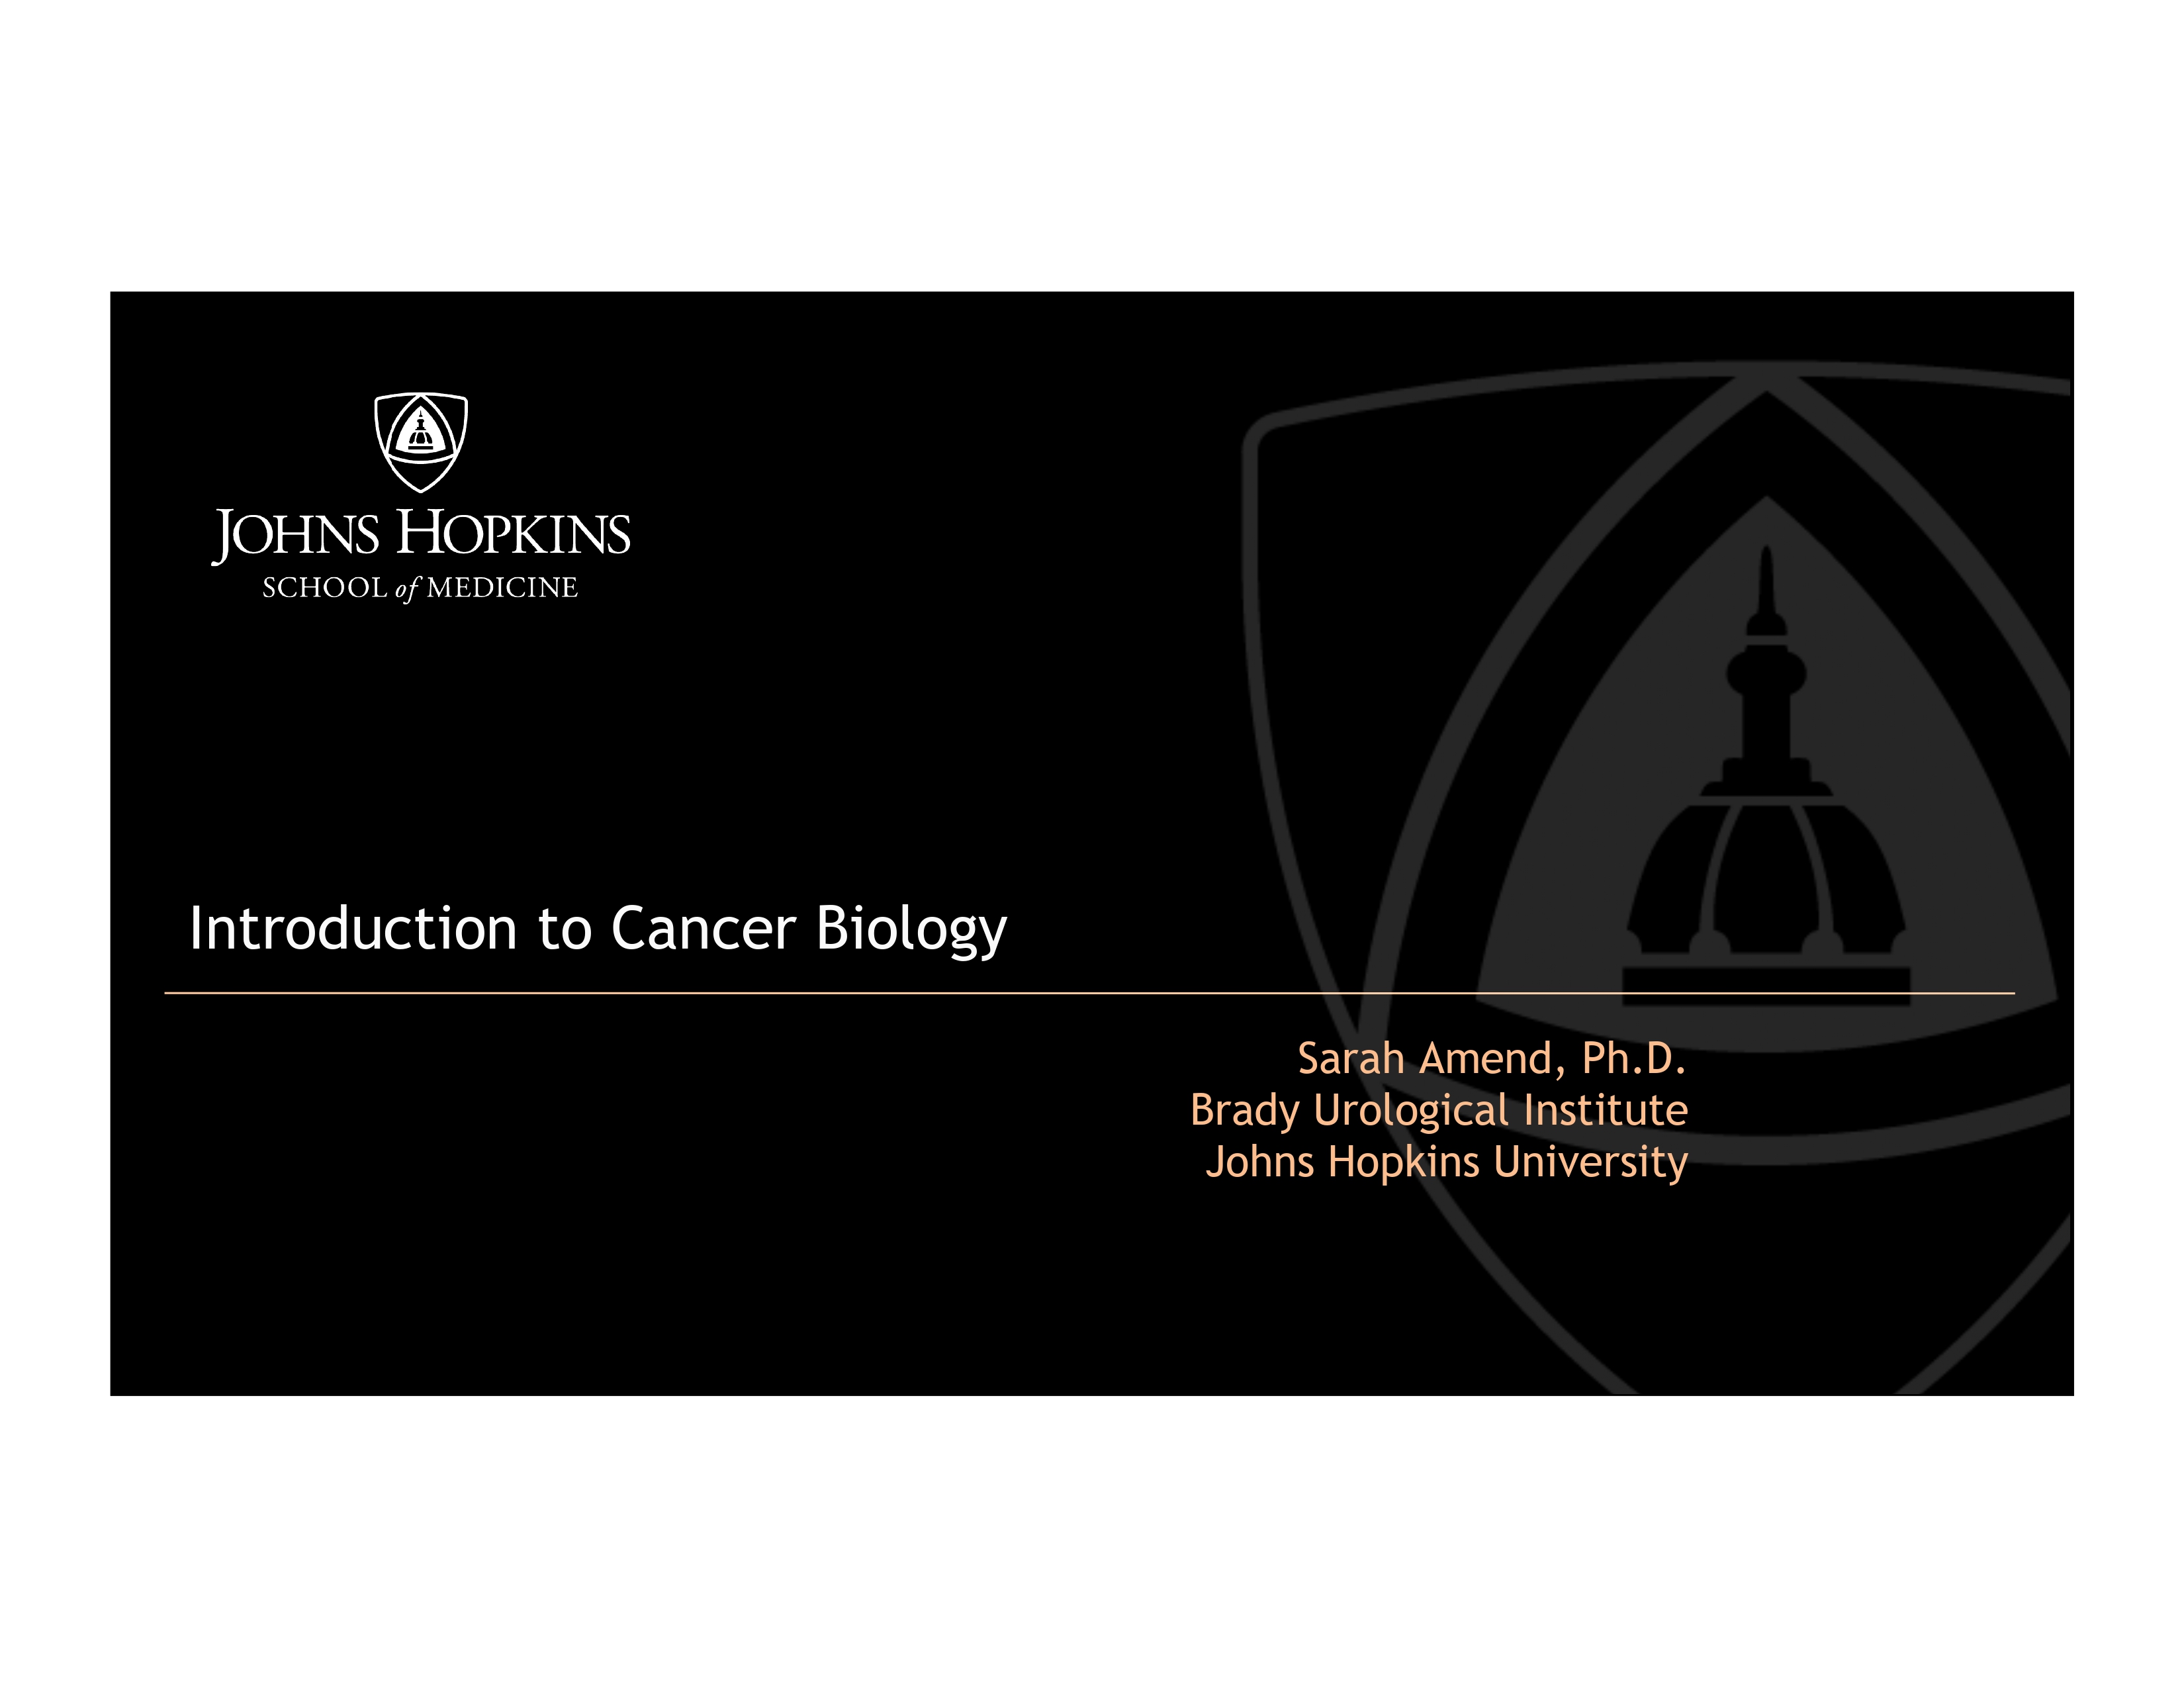 JOHNS HOPKINS
SCHOOL of MEDICINE
Introduction to Cancer Biology
Sarah Amend, Ph.D.
Brady Urological Institute
Johns Hopkins University